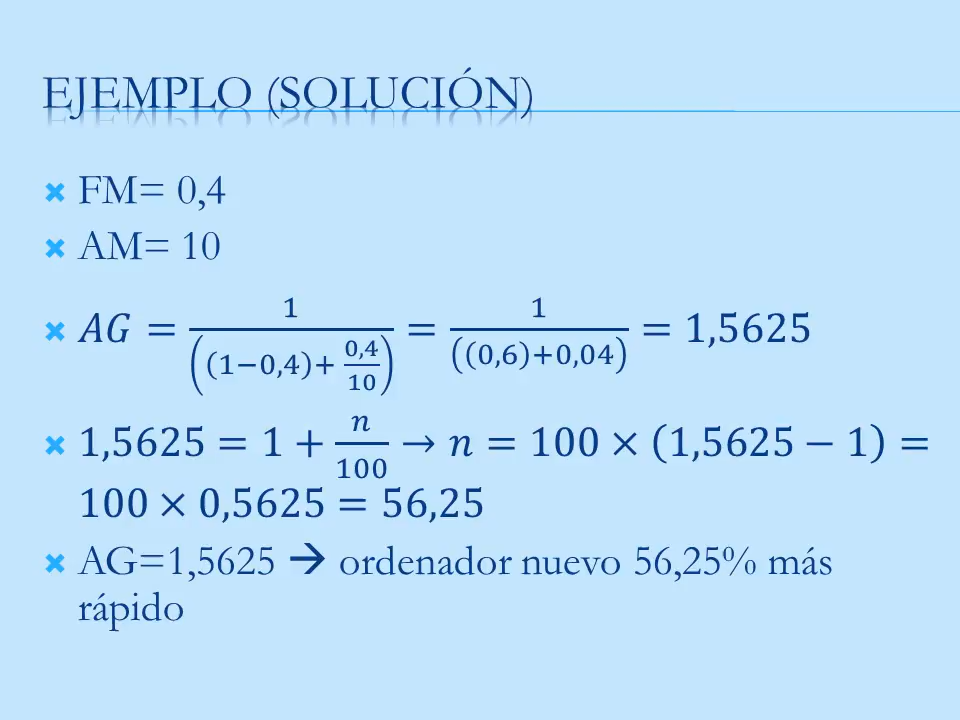 EJEMPLO (SOLUCIÓN)
FM= 0,4
AM= 10
𝐴𝐺 = 1 / ((1−0,4)+ 0,4/10) = 1 / ((0,6)+0,04) = 1,5625
1,5625 = 1 + 𝑛/100 → 𝑛 = 100 × (1,5625 − 1) =
100 × 0,5625 = 56,25
AG=1,5625 → ordenador nuevo 56,25% más
rápido